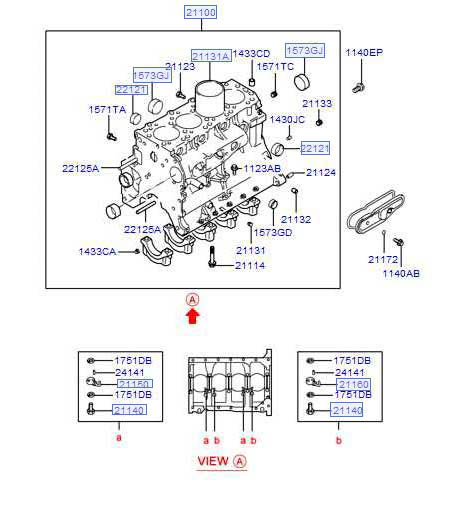 21100
1433CD
1573GJ
1140EP
21131A
1573GJ
21123
1571TC
22121
21133
1571TA
1430JC
22121
22125A
1123AB
21124
22125A
21132
1573GD
1433CA
21131
21114
21172
1140AB
A
1751DB
24141
21150
1751DB
21140
a
a b a b
VIEW A
1751DB
24141
21160
1751DB
21140
b